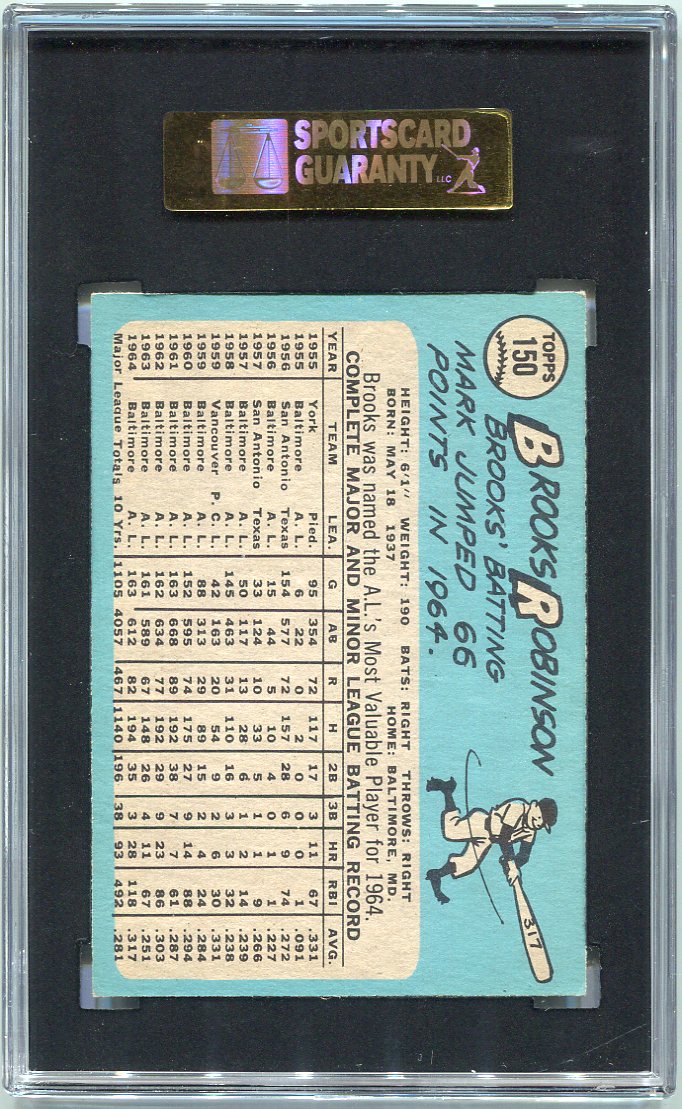 SPORTSCARD
GUARANTY
LLC
TOPPS
150
BROOKS ROBINSON
BROOKS' BATTING
MARK JUMPED 66
POINTS IN 1964.
317
HEIGHT: 6'1" WEIGHT: 190 BATS: RIGHT THROWS: RIGHT
BORN: MAY 18 1937 HOME: BALTIMORE, MD.
Brooks was named the A.L.'s Most Valuable Player for 1964.
COMPLETE MAJOR AND MINOR LEAGUE BATTING RECORD
YEAR TEAM LEA. G AB R H 2B 3B HR RBI AVG.
1955 York Pied 95 354 72 117 17 3 11 67 .331
1955 Baltimore A. L. 6 22 0 2 0 0 0 1 .091
1956 San Antonio Texas 154 577 72 157 28 6 9 74 .272
1956 Baltimore A. L. 15 44 5 10 4 0 1 1 .227
1957 San Antonio Texas 33 124 10 33 5 1 1 9 .266
1957 Baltimore A. L. 50 117 13 28 6 1 2 14 .239
1958 Baltimore A. L. 145 463 31 110 16 3 3 32 .238
1959 Vancouver P. C. L. 42 163 20 54 9 2 6 30 .331
1959 Baltimore A. L. 88 313 29 89 15 2 4 24 .284
1960 Baltimore A. L. 152 595 74 175 27 9 14 88 .294
1961 Baltimore A. L. 163 668 89 192 38 7 7 61 .287
1962 Baltimore A. L. 162 634 77 192 29 9 23 86 .303
1963 Baltimore A. L. 161 589 67 148 26 4 11 67 .251
1964 Baltimore A. L. 163 612 82 194 35 3 28 118 .317
Major League Totals 10 Yrs. 1105 4057 467 1140 196 38 93 492 .281